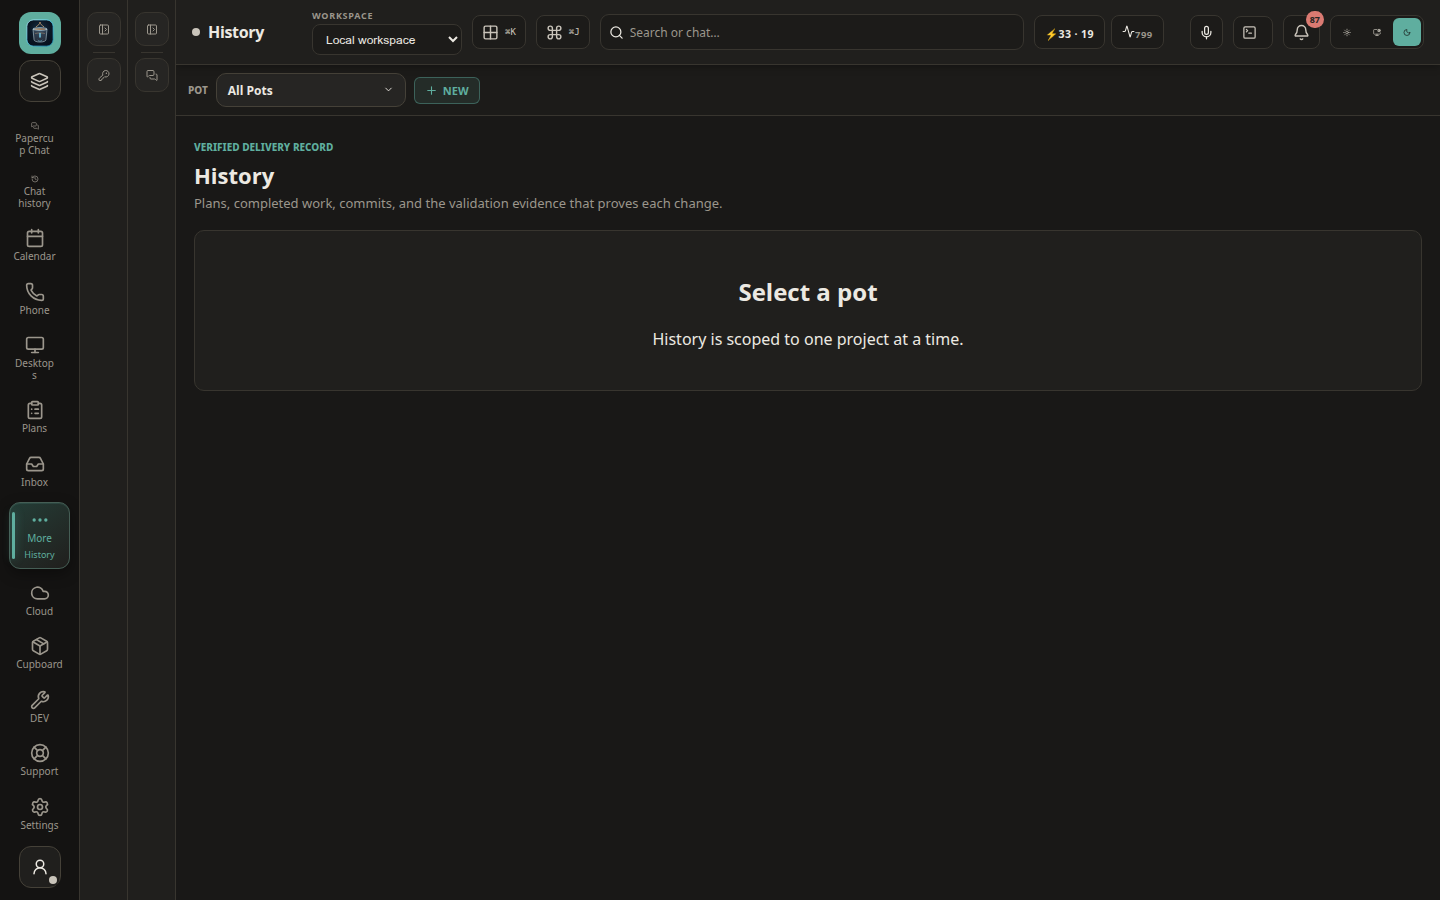 Papercu
p Chat
Chat
history
Calendar
Phone
Desktop
s
Plans
Inbox
More
History
Cloud
Cupboard
DEV
Support
Settings
History
WORKSPACE
Local workspace
⌘K
⌘J
Search or chat...
⚡33 · 19
799
87
POT
All Pots
+ NEW
VERIFIED DELIVERY RECORD
History
Plans, completed work, commits, and the validation evidence that proves each change.
Select a pot
History is scoped to one project at a time.